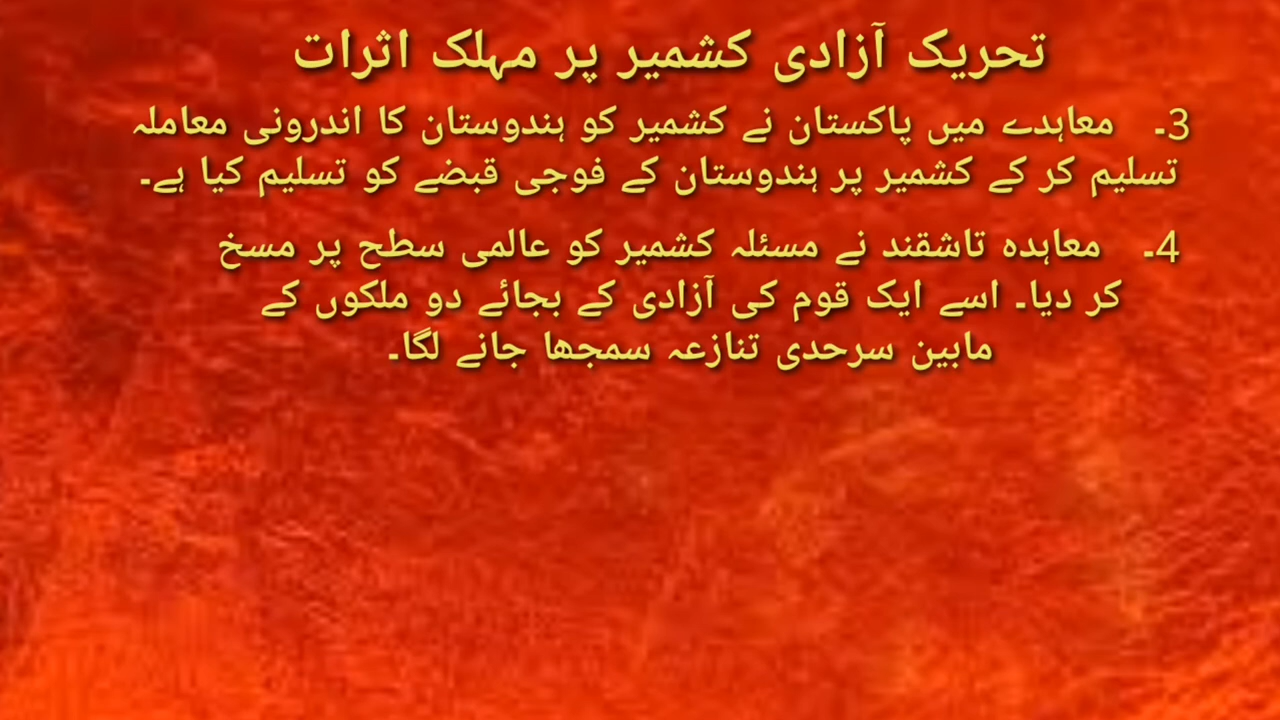 تحریک آزادی کشمیر پر مہلک اثرات
3۔ معاہدے میں پاکستان نے کشمیر کو ہندوستان کا اندرونی معاملہ
تسلیم کر کے کشمیر پر ہندوستان کے فوجی قبضے کو تسلیم کیا ہے۔
4۔ معاہدہ تاشقند نے مسئلہ کشمیر کو عالمی سطح پر مسخ
کر دیا۔ اسے ایک قوم کی آزادی کے بجائے دو ملکوں کے
مابین سرحدی تنازعہ سمجھا جانے لگا۔